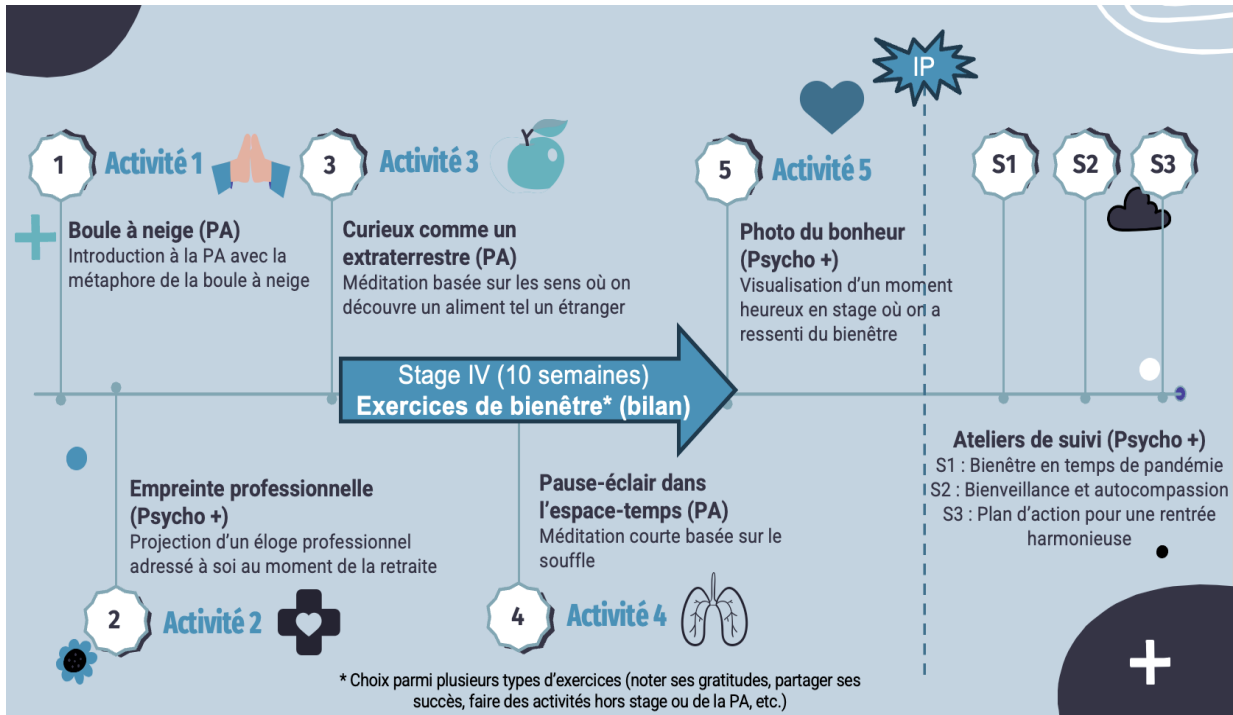 1
Activité 1
Boule à neige (PA)
Introduction à la PA avec la
métaphore de la boule à neige
3
Activité 3
Curieux comme un
extraterrestre (PA)
Méditation basée sur les sens où on
découvre un aliment tel un étranger
5
Activité 5
Photo du bonheur
(Psycho +)
Visualisation d'un moment
heureux en stage où on a
ressenti du bienêtre
IP
S1
S2
S3
Stage IV (10 semaines)
Exercices de bienêtre* (bilan)
Empreinte professionnelle
(Psycho +)
Projection d'un éloge professionnel
adressé à soi au moment de la retraite
2
Activité 2
Pause-éclair dans
l'espace-temps (PA)
Méditation courte basée sur le
souffle
4
Activité 4
Ateliers de suivi (Psycho +)
S1 : Bienêtre en temps de pandémie
S2 : Bienveillance et autocompassion
S3 : Plan d'action pour une rentrée
harmonieuse
* Choix parmi plusieurs types d'exercices (noter ses gratitudes, partager ses
succès, faire des activités hors stage ou de la PA, etc.)